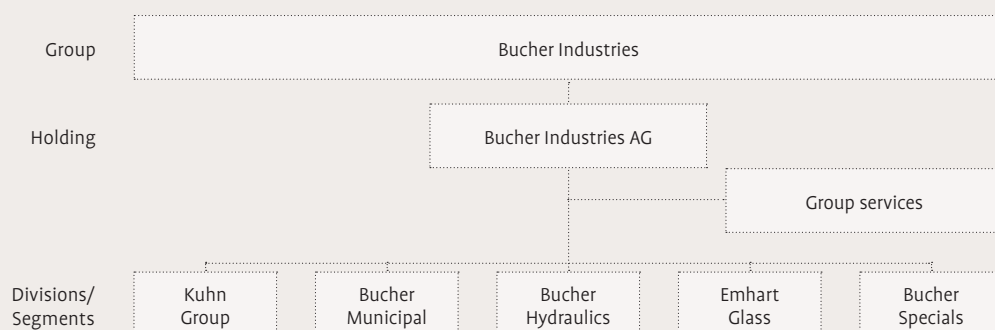 Group
Bucher Industries
Holding
Bucher Industries AG
Group services
Divisions/
Segments
Kuhn
Group
Bucher
Municipal
Bucher
Hydraulics
Emhart
Glass
Bucher
Specials